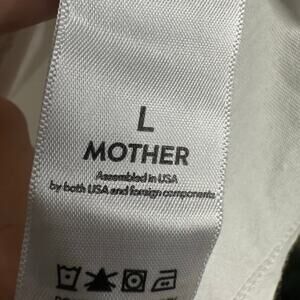 L
MOTHER
Assembled in USA
by both USA and foreign components